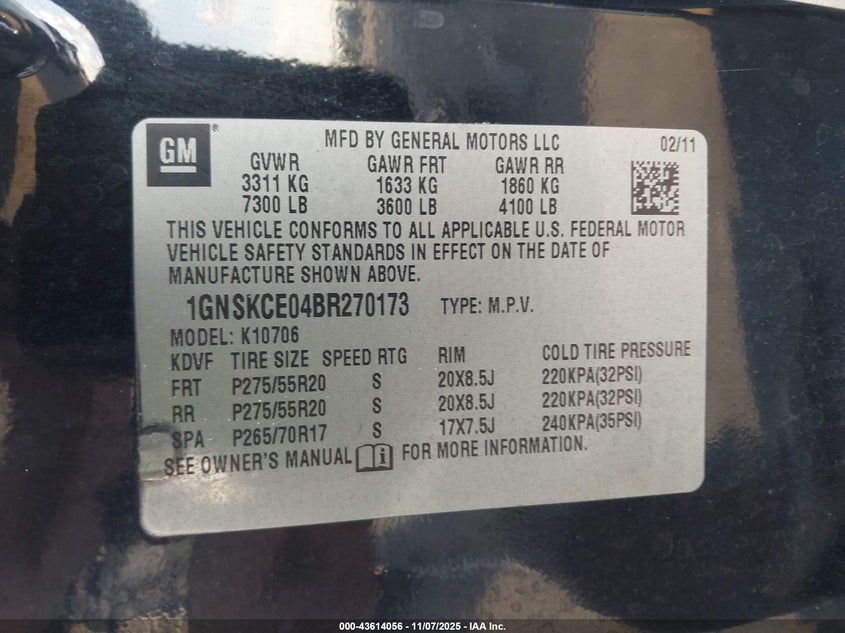 GM®
MFD BY GENERAL MOTORS LLC 02/11
GVWR GAWR FRT GAWR RR
3311 KG 1633 KG 1860 KG
7300 LB 3600 LB 4100 LB
THIS VEHICLE CONFORMS TO ALL APPLICABLE U.S. FEDERAL MOTOR
VEHICLE SAFETY STANDARDS IN EFFECT ON THE DATE OF
MANUFACTURE SHOWN ABOVE.
1GNSKCE04BR270173 TYPE: M.P.V.
MODEL: K10706
KDVF TIRE SIZE SPEED RTG RIM COLD TIRE PRESSURE
FRT P275/55R20 S 20X8.5J 220KPA(32PSI)
RR P275/55R20 S 20X8.5J 220KPA(32PSI)
SPA P265/70R17 S 17X7.5J 240KPA(35PSI)
SEE OWNER'S MANUAL i FOR MORE INFORMATION.
000-43614056 - 11/07/2025 - IAA Inc.